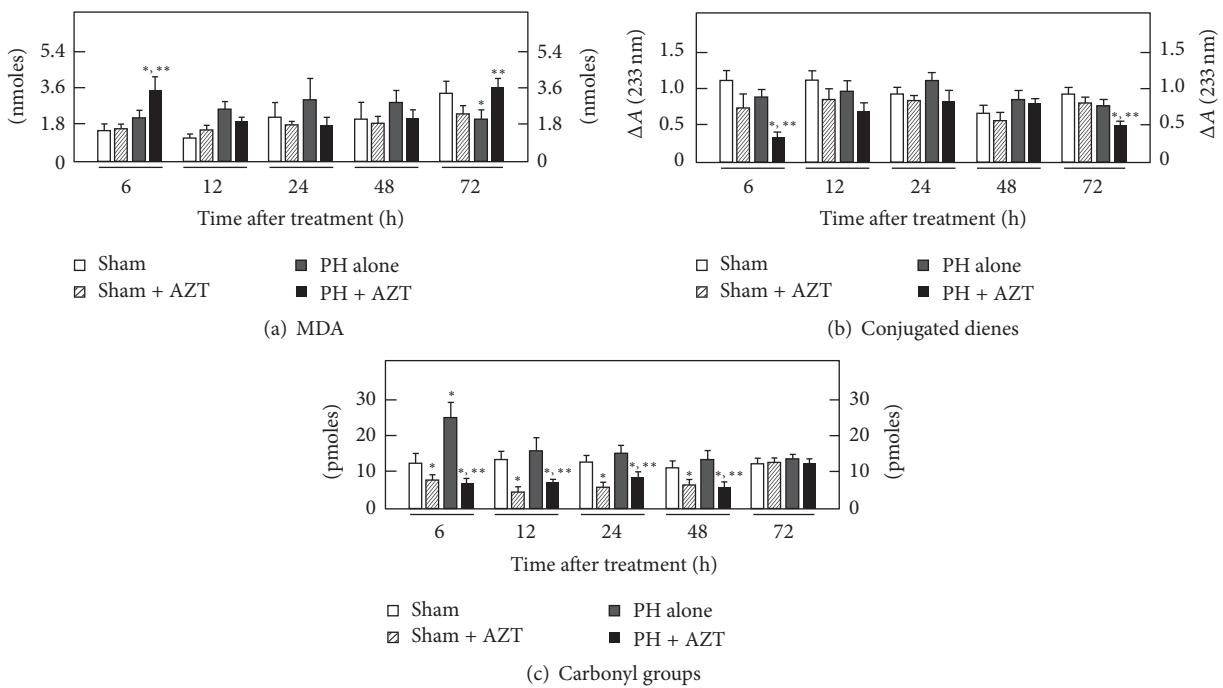 5.4
3.6
1.8
0
(nmoles)
*, **
**
*
5.4
3.6
1.8
0
(nmoles)
6 12 24 48 72
Time after treatment (h)
Sham
Sham + AZT
PH alone
PH + AZT
(a) MDA
1.5
1.0
0.5
0
ΔA (233 nm)
*, **
*, **
1.5
1.0
0.5
0
ΔA (233 nm)
6 12 24 48 72
Time after treatment (h)
Sham
Sham + AZT
PH alone
PH + AZT
(b) Conjugated dienes
30
20
10
0
(pmoles)
*
*
*, **
*
*, **
*
*, **
*
*, **
30
20
10
0
(pmoles)
6 12 24 48 72
Time after treatment (h)
Sham
Sham + AZT
PH alone
PH + AZT
(c) Carbonyl groups